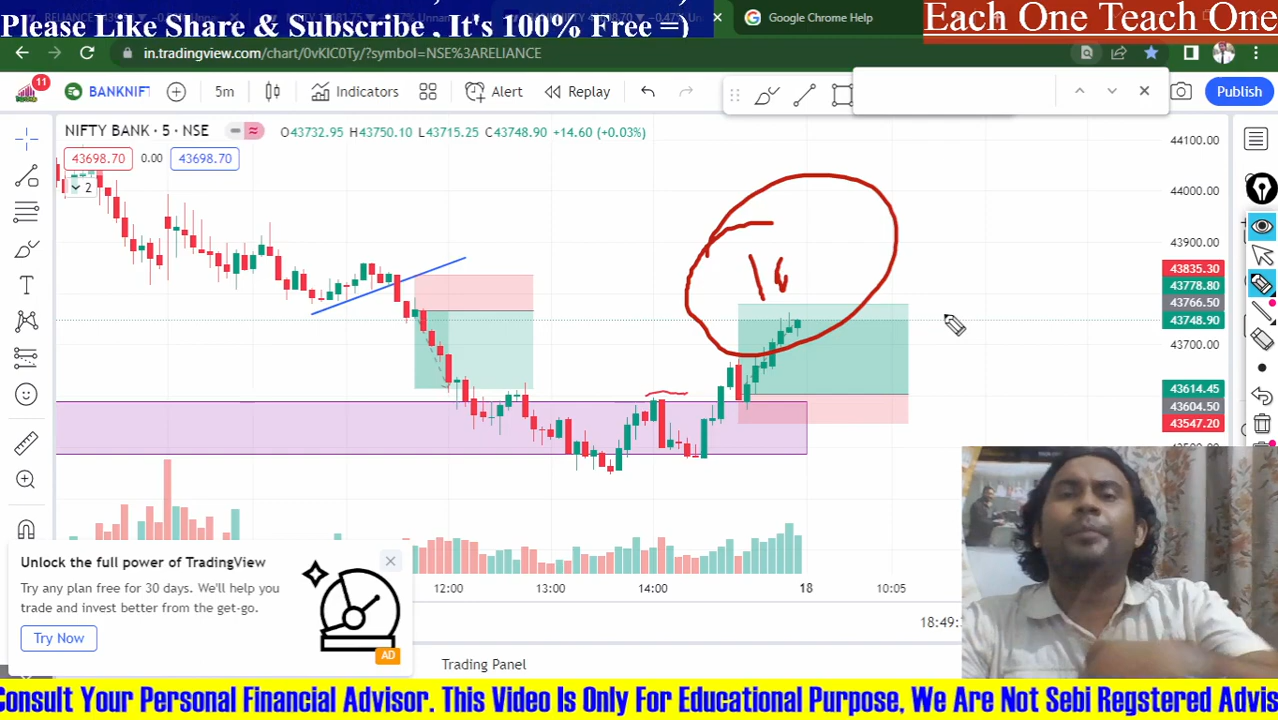 Please Like Share & Subscribe , It's 100% Free =)
Google Chrome Help
Each One Teach One
in.tradingview.com/chart/0vKIC0Ty/?symbol=NSE%3ARELIANCE
11
BANKNIFT
5m
Indicators
Alert
Replay
Publish
NIFTY BANK · 5 · NSE
O43732.95 H43750.10 L43715.25 C43748.90 +14.60 (+0.03%)
43698.70
0.00
43698.70
2
44100.00
44000.00
43900.00
43835.30
43778.80
43766.50
43748.90
43700.00
43614.45
43604.50
43547.20
Unlock the full power of TradingView
Try any plan free for 30 days. We'll help you
trade and invest better from the get-go.
Try Now
AD
12:00
13:00
14:00
18
10:05
18:49:
Trading Panel
Consult Your Personal Financial Advisor. This Video Is Only For Educational Purpose, We Are Not Sebi Regstered Advis